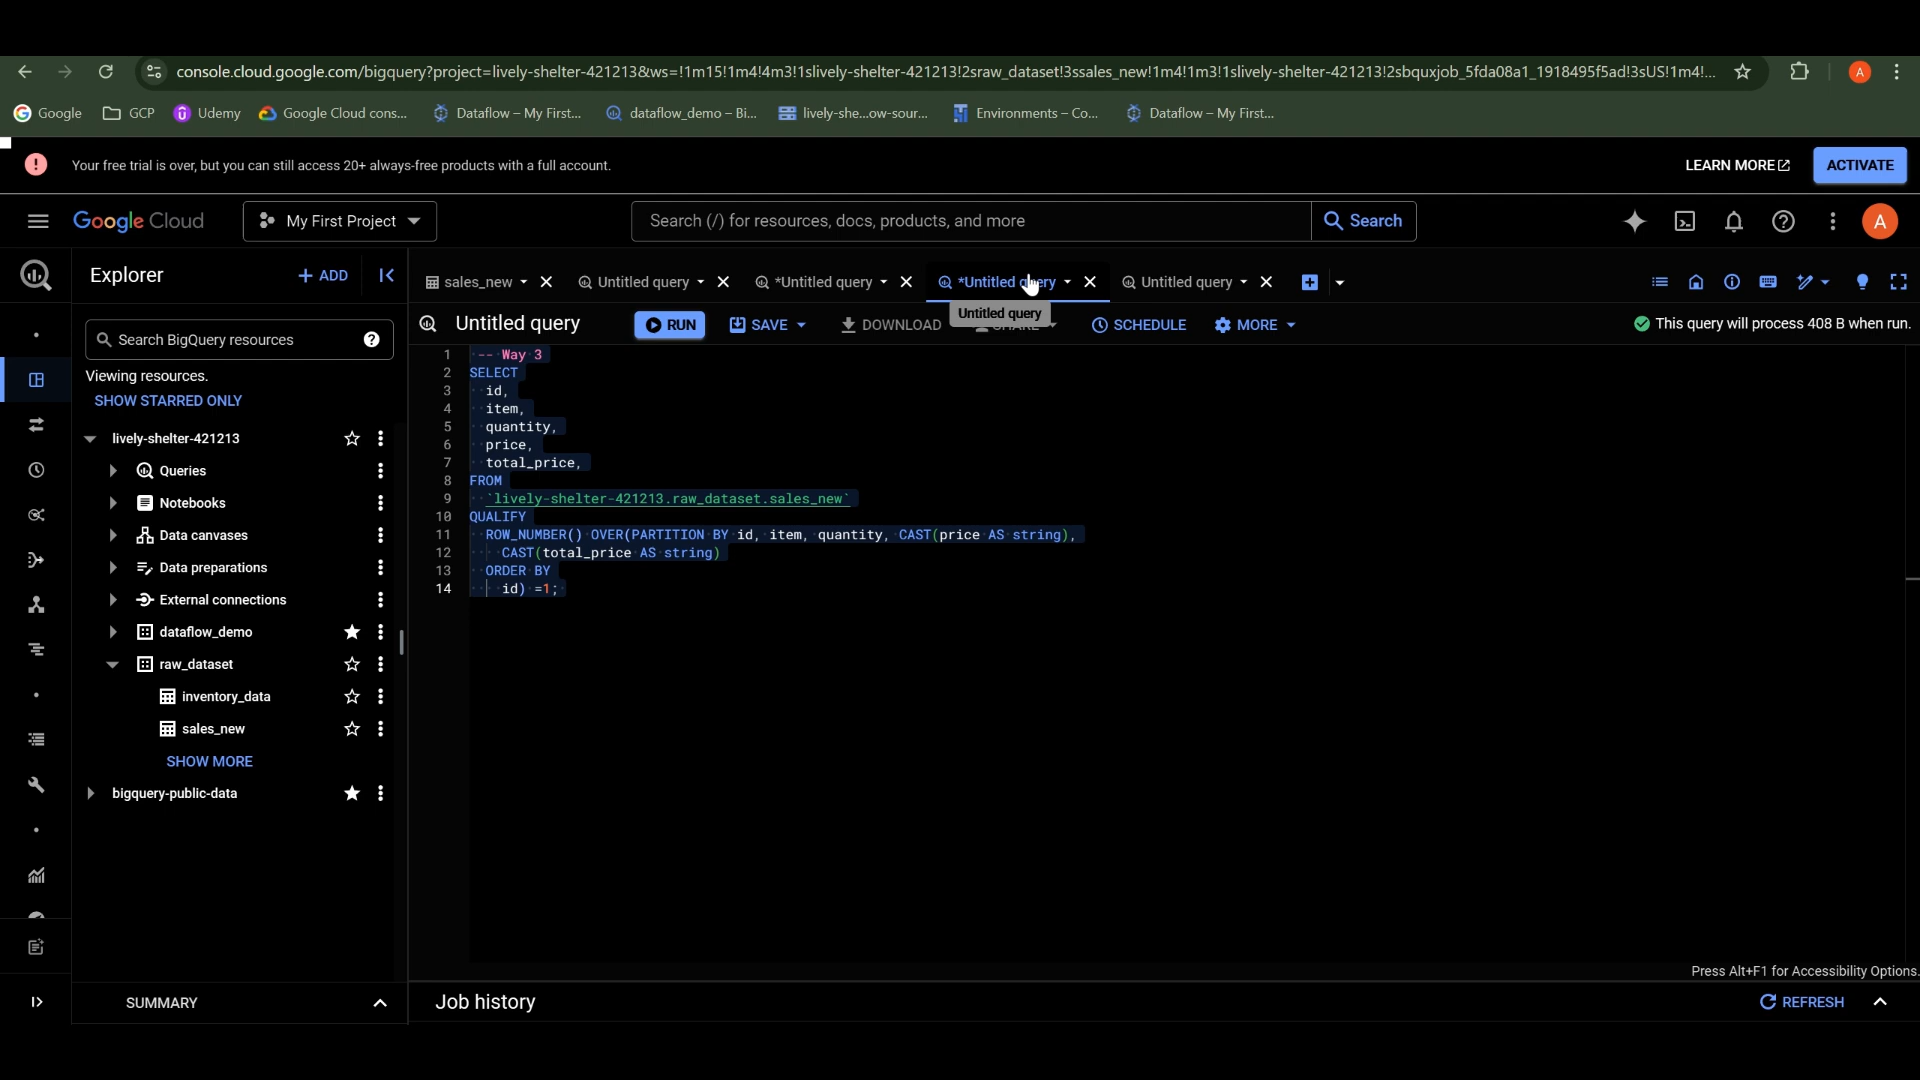 console.cloud.google.com/bigquery?project=lively-shelter-421213&ws=!1m15!1m4!4m3!1slively-shelter-421213!2sraw_dataset!3ssales_new!1m4!1m3!1slively-shelter-421213!2sbquxjob_5fda08a1_1918495f5ad!3sUS!1m4!...
A
Google GCP Udemy Google Cloud cons... Dataflow – My First... dataflow_demo – Bi... lively-she...ow-sour... Environments – Co... Dataflow – My First...
Your free trial is over, but you can still access 20+ always-free products with a full account.
LEARN MORE
ACTIVATE
Google Cloud
My First Project
Search (/) for resources, docs, products, and more
Search
A
Explorer
+ ADD
sales_new
Untitled query
*Untitled query
*Untitled query
Untitled query
Untitled query
Search BigQuery resources
Viewing resources.
SHOW STARRED ONLY
lively-shelter-421213
Queries
Notebooks
Data canvases
Data preparations
External connections
dataflow_demo
raw_dataset
inventory_data
sales_new
SHOW MORE
bigquery-public-data
SUMMARY
Untitled query
RUN
SAVE
DOWNLOAD
SCHEDULE
MORE
This query will process 408 B when run.
1 -- Way 3
2 SELECT
3 id,
4 item,
5 quantity,
6 price,
7 total_price,
8 FROM
9 `lively-shelter-421213.raw_dataset.sales_new`
10 QUALIFY
11 ROW_NUMBER() OVER(PARTITION BY id, item, quantity, CAST(price AS string),
12 CAST(total_price AS string)
13 ORDER BY
14 id) =1;
Press Alt+F1 for Accessibility Options.
Job history
REFRESH